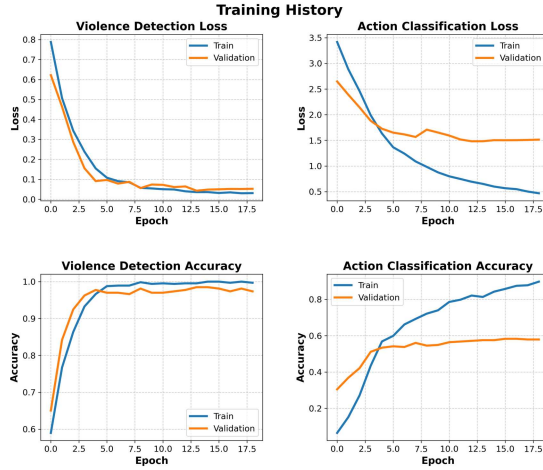 Training History
Violence Detection Loss
0.8
0.7
0.6
0.5
0.4
0.3
0.2
0.1
0.0
Loss
Train
Validation
0.0 2.5 5.0 7.5 10.0 12.5 15.0 17.5
Epoch
Action Classification Loss
3.5
3.0
2.5
2.0
1.5
1.0
0.5
Loss
Train
Validation
0.0 2.5 5.0 7.5 10.0 12.5 15.0 17.5
Epoch
Violence Detection Accuracy
1.0
0.9
0.8
0.7
0.6
Accuracy
Train
Validation
0.0 2.5 5.0 7.5 10.0 12.5 15.0 17.5
Epoch
Action Classification Accuracy
0.8
0.6
0.4
0.2
Accuracy
Train
Validation
0.0 2.5 5.0 7.5 10.0 12.5 15.0 17.5
Epoch